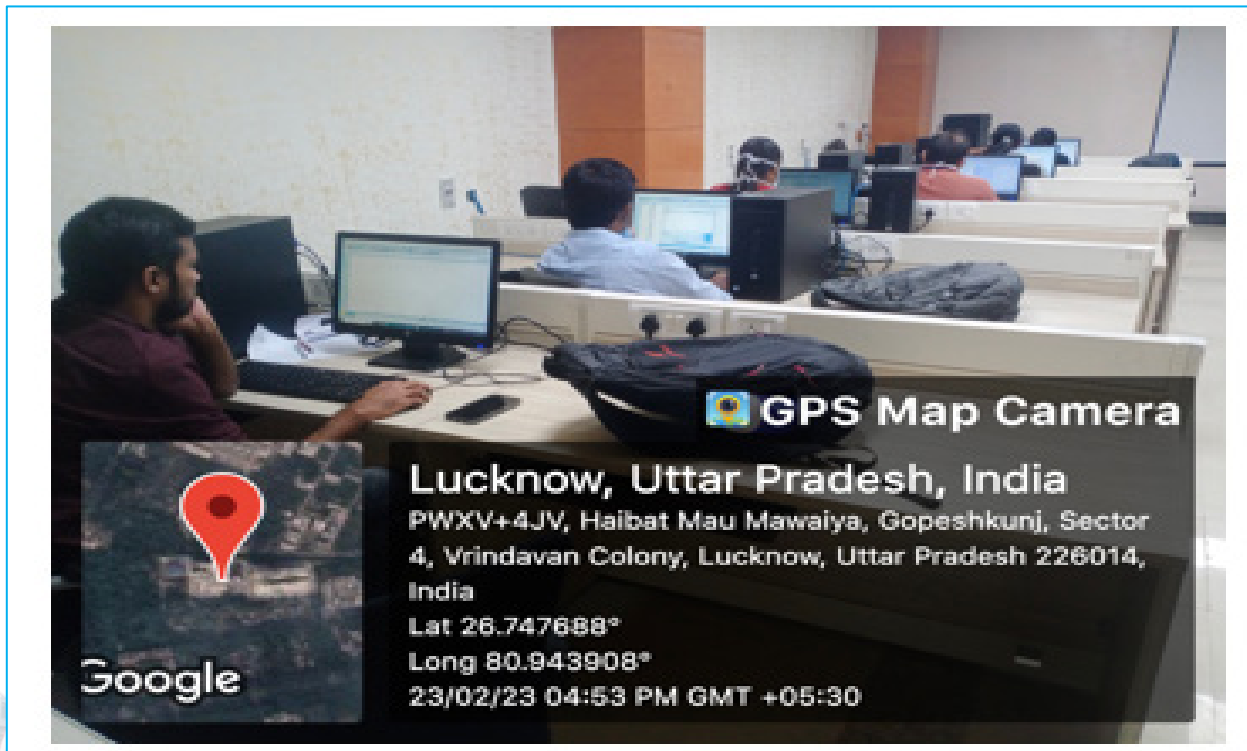 GPS Map Camera
Lucknow, Uttar Pradesh, India
PWXV+4JV, Haibat Mau Mawaiya, Gopeshkunj, Sector
4, Vrindavan Colony, Lucknow, Uttar Pradesh 226014,
India
Lat 26.747688°
Long 80.943908°
23/02/23 04:53 PM GMT +05:30
Google